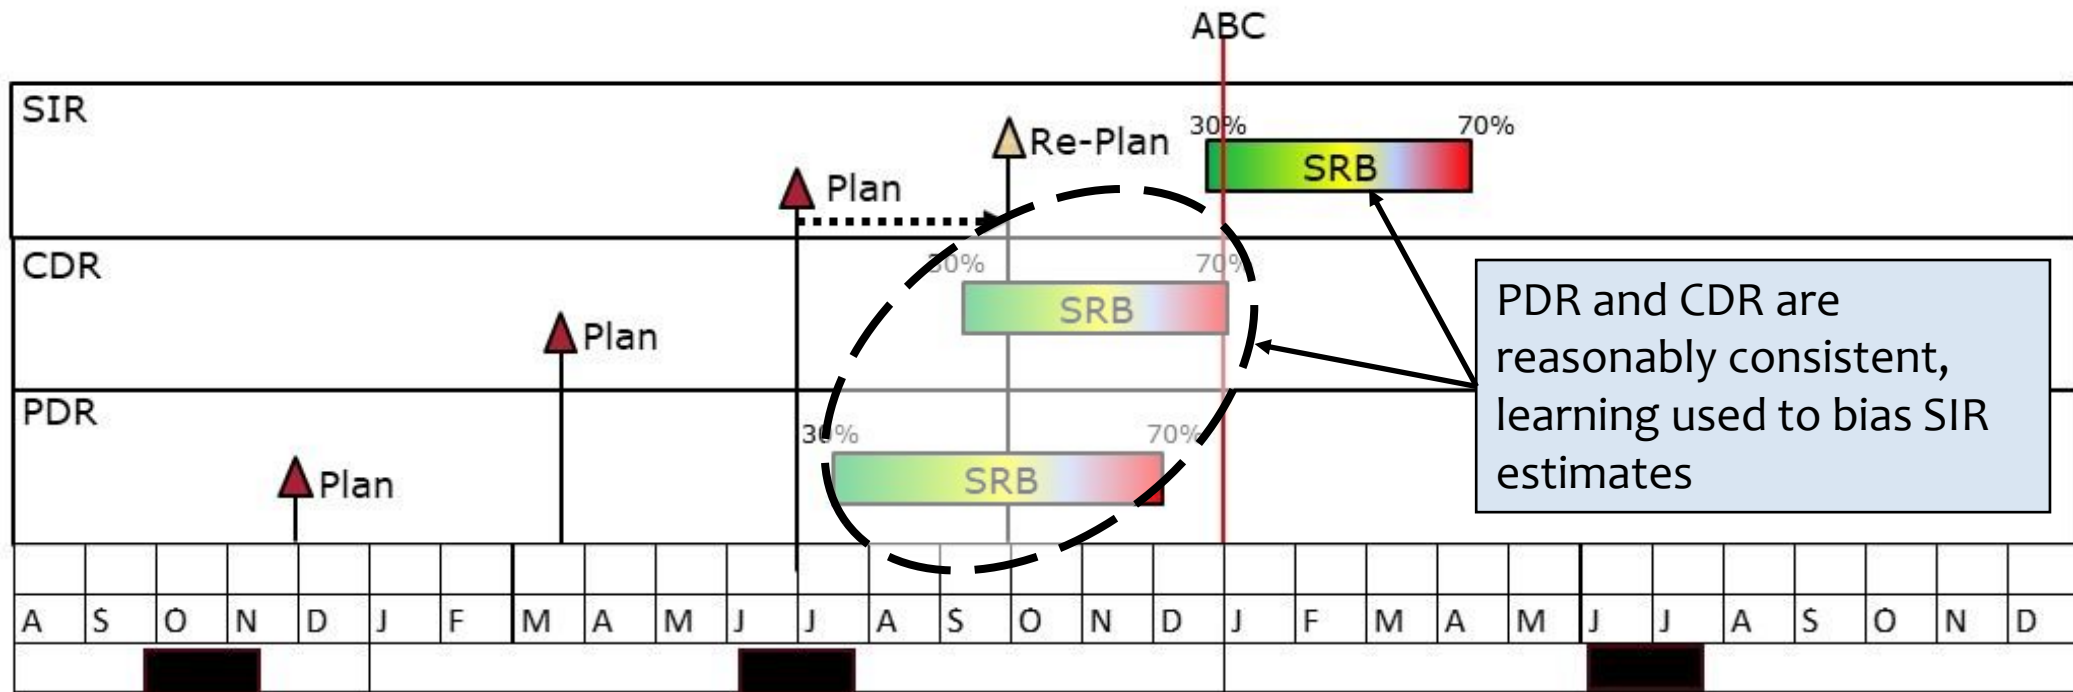 ABC
SIR
Re-Plan
30%
70%
Plan
SRB
CDR
30%
70%
Plan
SRB
PDR
30%
70%
Plan
SRB
PDR and CDR are
reasonably consistent,
learning used to bias SIR
estimates
A S O N D J F M A M J J A S O N D J F M A M J J A S O N D